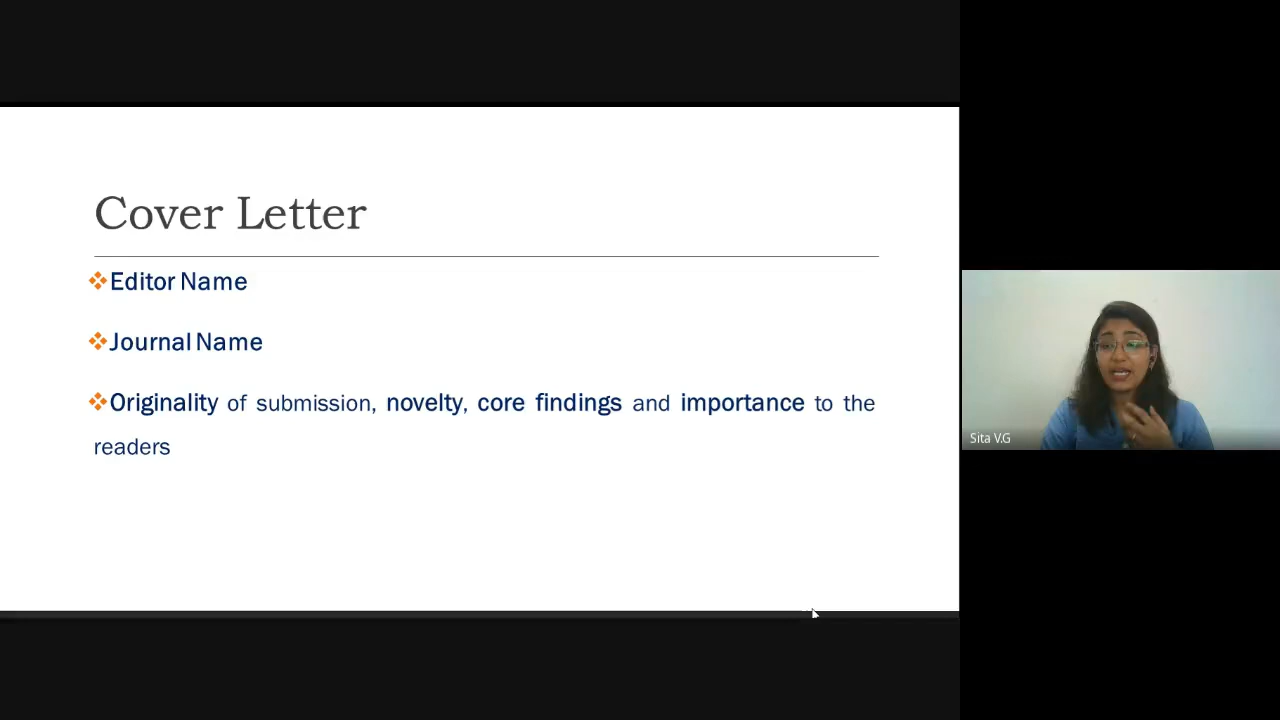 Cover Letter
Editor Name
Journal Name
Originality of submission, novelty, core findings and importance to the
readers
Sita V.G